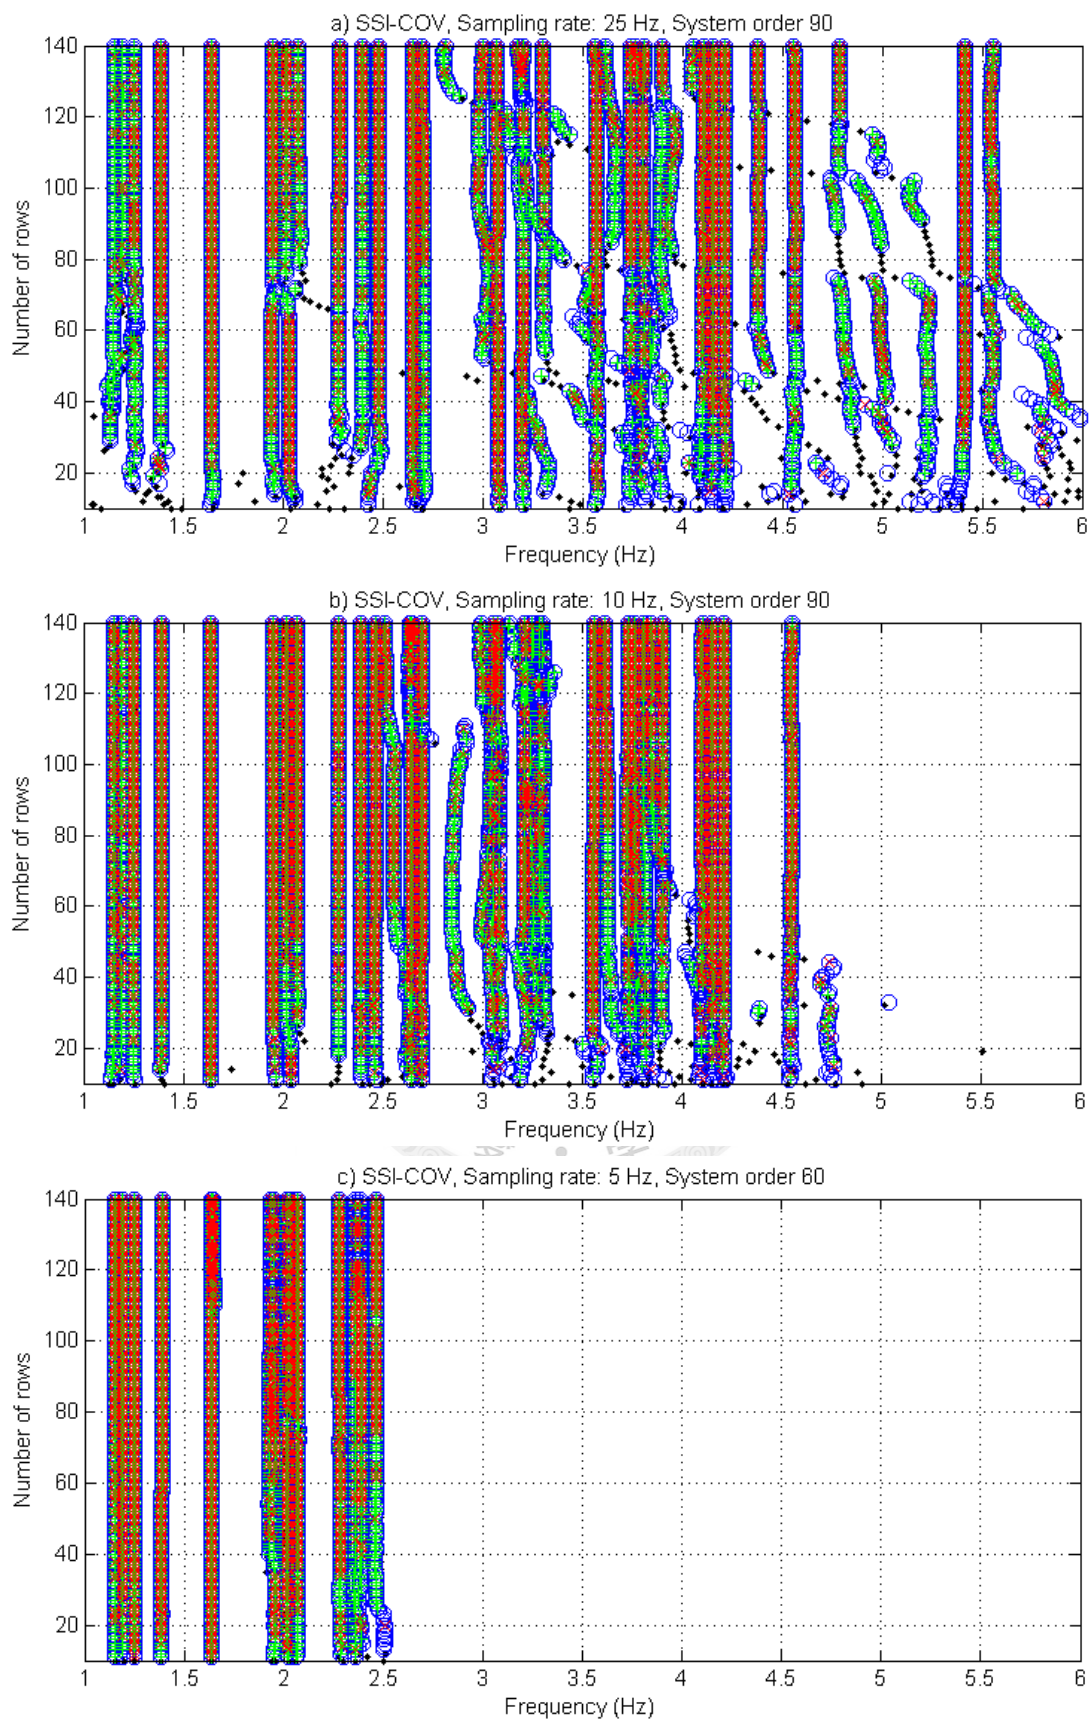 a) SSI-COV, Sampling rate: 25 Hz, System order 90
140
120
100
80
60
40
20
Number of rows
1 1.5 2 2.5 3 3.5 4 4.5 5 5.5 6
Frequency (Hz)
b) SSI-COV, Sampling rate: 10 Hz, System order 90
140
120
100
80
60
40
20
Number of rows
1 1.5 2 2.5 3 3.5 4 4.5 5 5.5 6
Frequency (Hz)
c) SSI-COV, Sampling rate: 5 Hz, System order 60
140
120
100
80
60
40
20
Number of rows
1 1.5 2 2.5 3 3.5 4 4.5 5 5.5 6
Frequency (Hz)